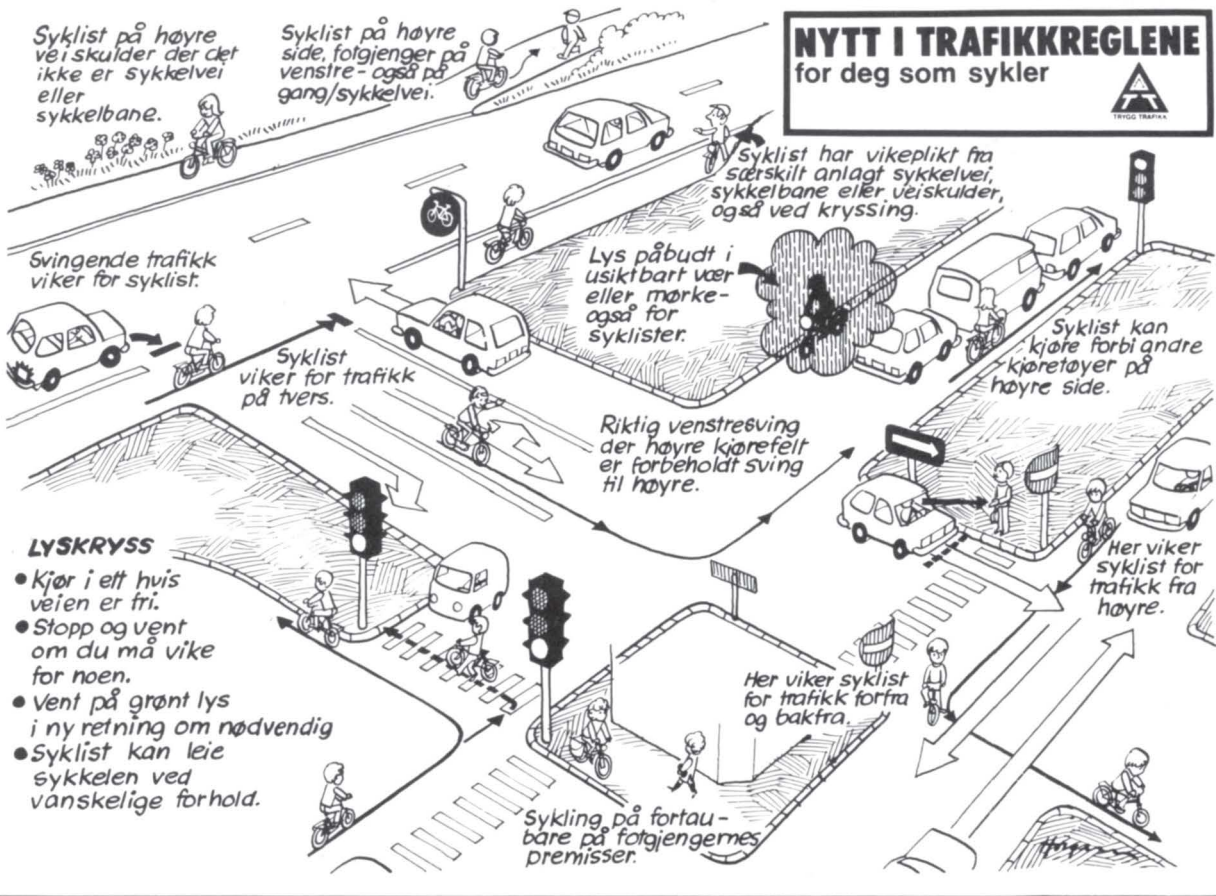 Syklist på høyre
veiskulder der det
ikke er sykkelvei
eller
sykkelbane.
Syklist på høyre
side, fotgjenger på
venstre - også på
gang/sykkelvei.
NYTT I TRAFIKKREGLENE
for deg som sykler
TRYGG TRAFIKK
Syklist har vikeplikt fra
særskilt anlagt sykkelvei,
sykkelbane eller veiskulder,
også ved kryssing.
Svingende trafikk
viker for syklist.
Lys påbudt i
usiktbart vær
eller mørke-
også for
syklister.
Syklist
viker for trafikk
på tvers.
Syklist kan
kjøre forbi andre
kjøretøyer på
høyre side.
Riktig venstresving
der høyre kjørefelt
er forbeholdt sving
til høyre.
LYSKRYSS
• Kjør i ett hvis
veien er fri.
• Stopp og vent
om du må vike
for noen.
• Vent på grønt lys
i ny retning om nødvendig
• Syklist kan leie
sykkelen ved
vanskelige forhold.
Her viker
syklist for
trafikk fra
høyre.
Her viker syklist
for trafikk forfra
og bakfra.
Sykling på fortau-
bare på fotgjengernes
premisser.